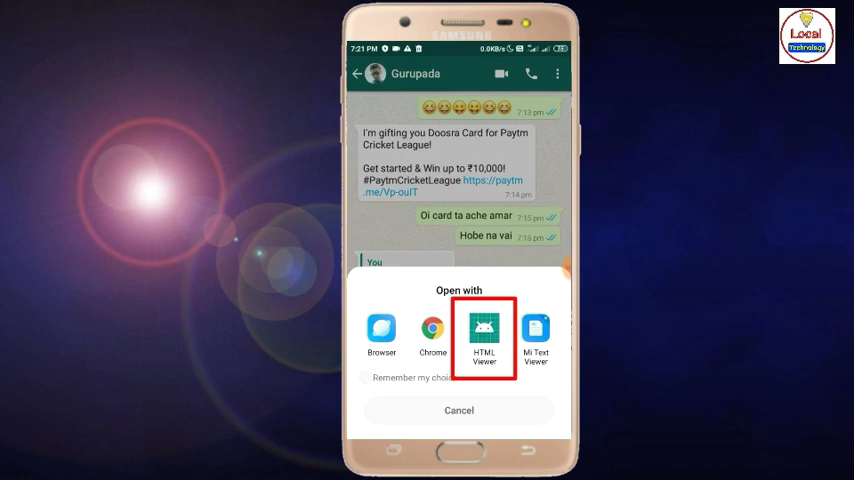 Local
Technology
SAMSUNG
7:21 PM
0.0KB/s
Gurupada
7:13 pm
I'm gifting you Doosra Card for Paytm
Cricket League!
Get started & Win up to ₹10,000!
#PaytmCricketLeague https://paytm
.me/Vp-ouIT
7:14 pm
Oi card ta ache amar 7:15 pm
Hobe na vai 7:15 pm
You
Open with
Browser
Chrome
HTML
Viewer
Mi Text
Viewer
Remember my choic
Cancel